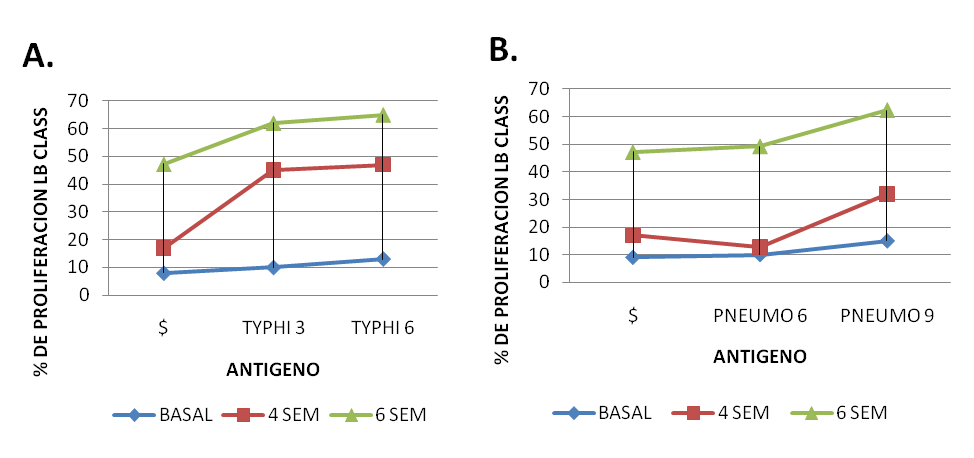 A.
% DE PROLIFERACION LB CLASS
70
60
50
40
30
20
10
0
$ TYPHI 3 TYPHI 6
ANTIGENO
BASAL 4 SEM 6 SEM
B.
% DE PROLIFERACION LB CLASS
70
60
50
40
30
20
10
0
$ PNEUMO 6 PNEUMO 9
ANTIGENO
BASAL 4 SEM 6 SEM